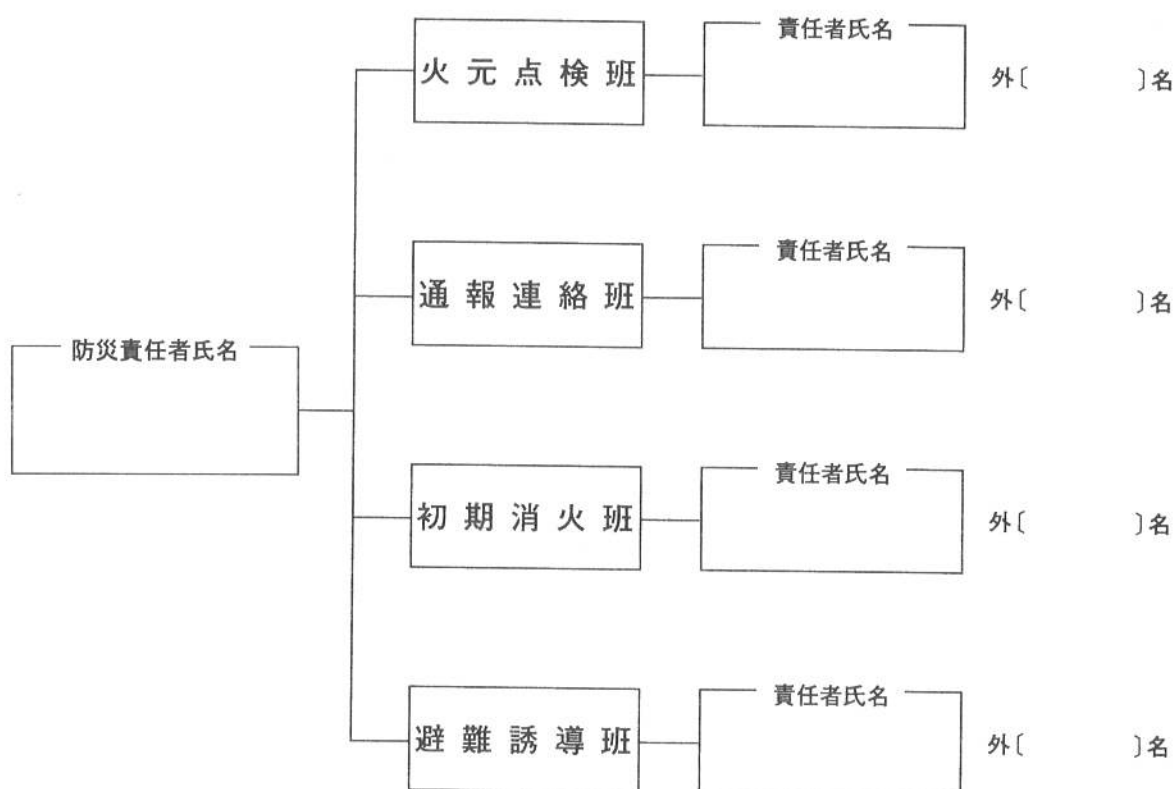 責任者氏名
火元点検班
外〔　　　〕名
責任者氏名
通報連絡班
外〔　　　〕名
防災責任者氏名
責任者氏名
初期消火班
外〔　　　〕名
責任者氏名
避難誘導班
外〔　　　〕名